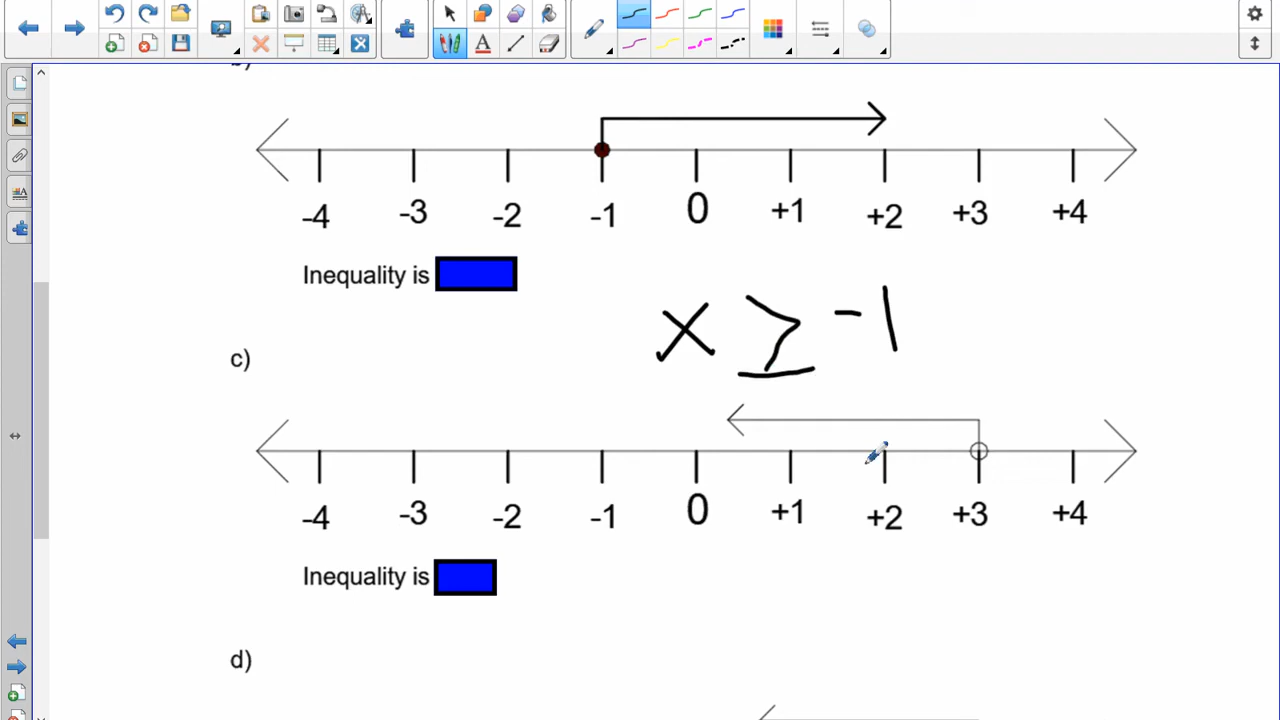 b)
-4 -3 -2 -1 0 +1 +2 +3 +4
Inequality is
x ≥ -1
c)
-4 -3 -2 -1 0 +1 +2 +3 +4
Inequality is
d)